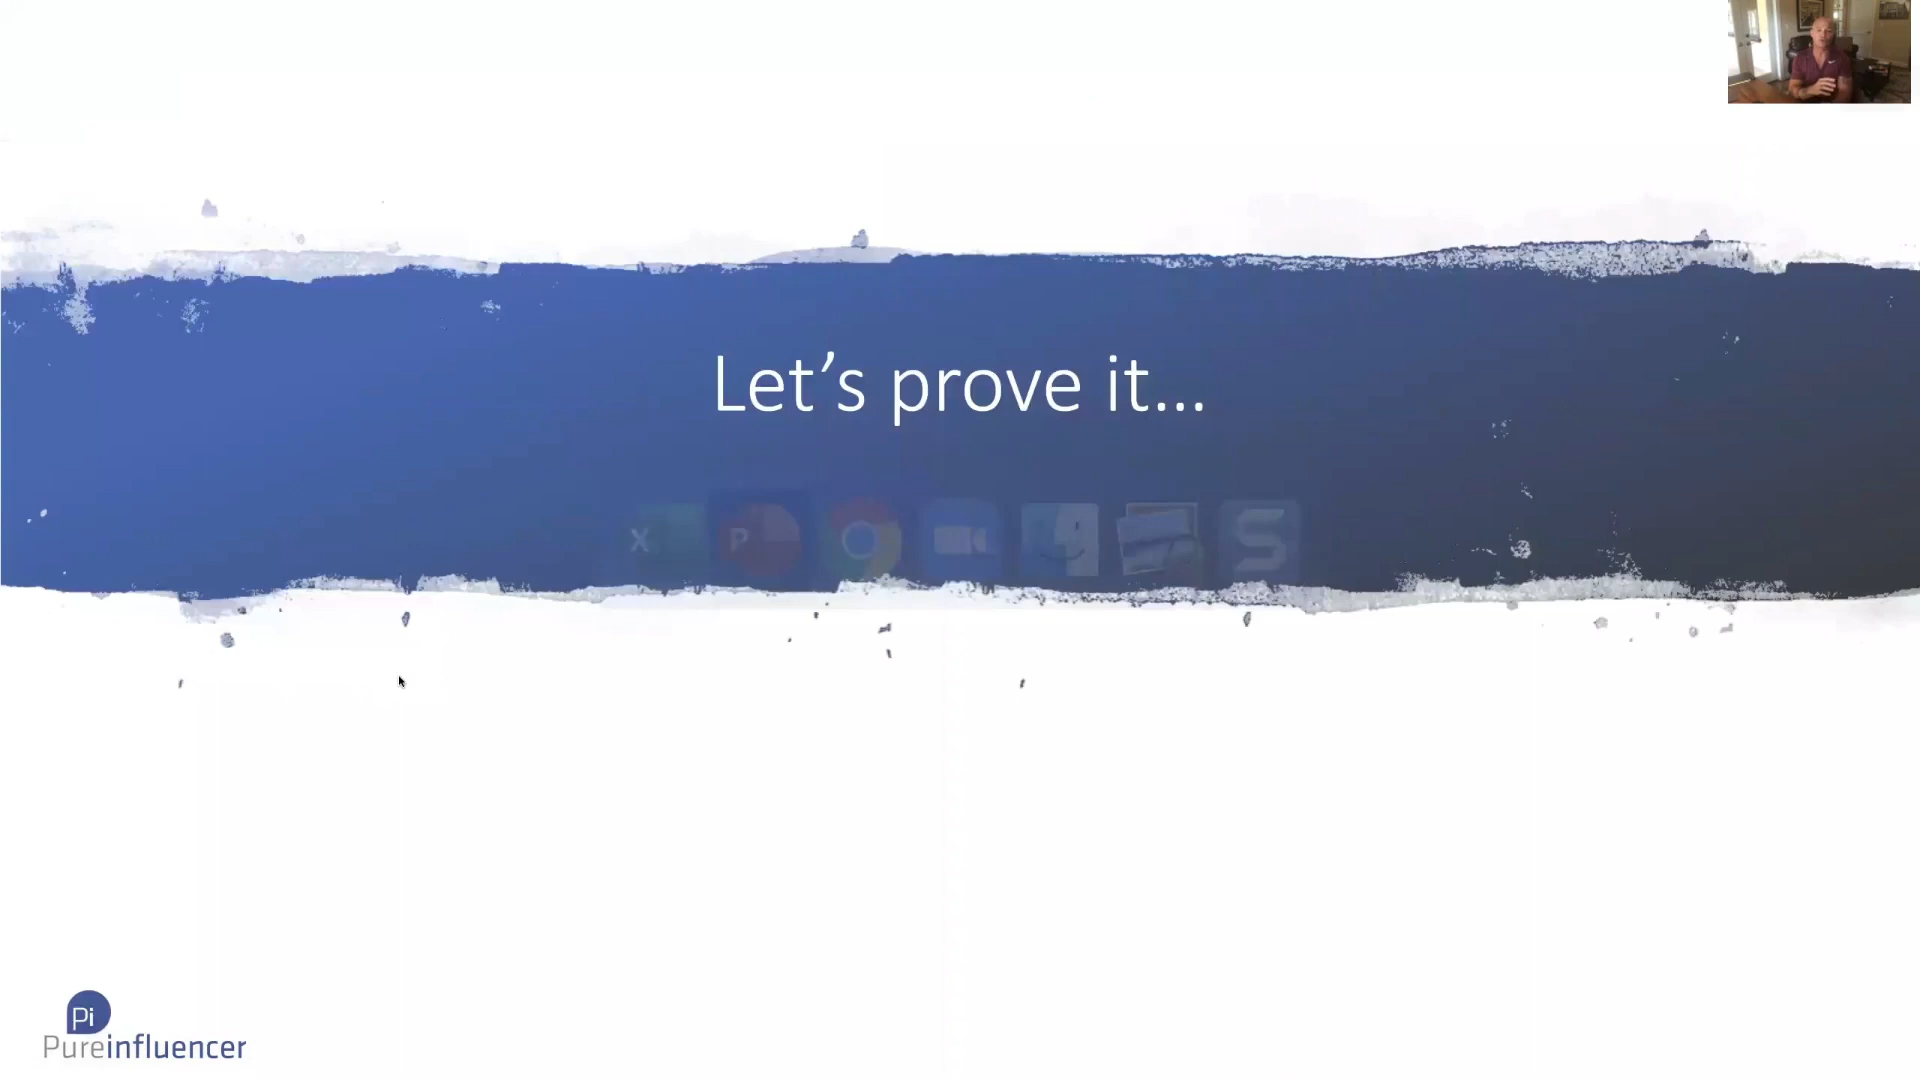 Let’s prove it...
X
P
S
Pi
Pureinfluencer